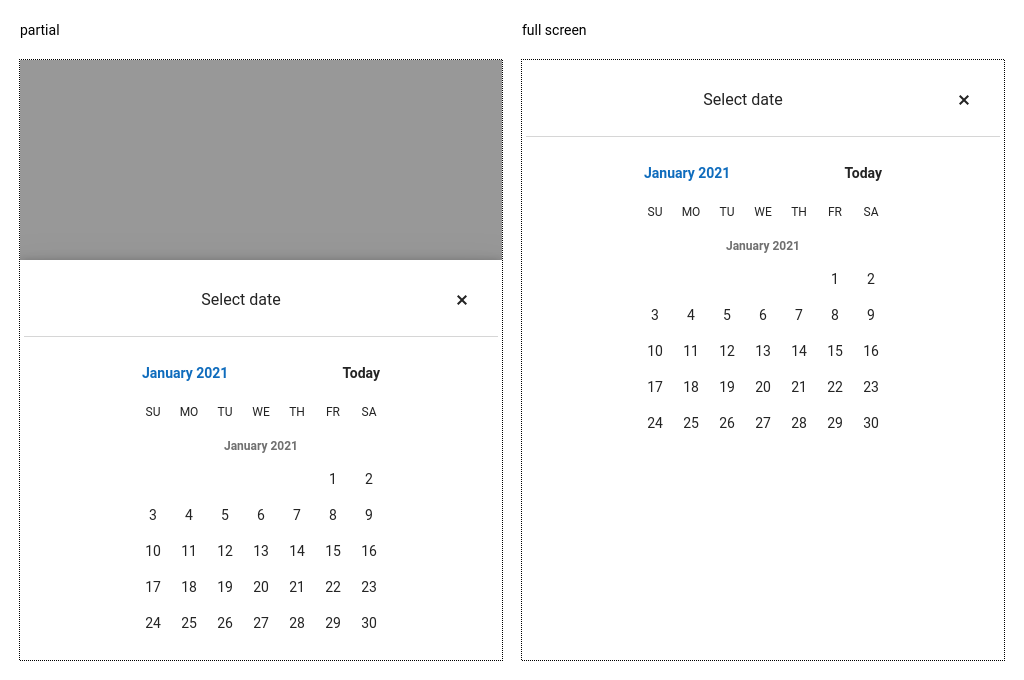 partial
Select date ×
January 2021 Today
SU MO TU WE TH FR SA
January 2021
1 2
3 4 5 6 7 8 9
10 11 12 13 14 15 16
17 18 19 20 21 22 23
24 25 26 27 28 29 30
full screen
Select date ×
January 2021 Today
SU MO TU WE TH FR SA
January 2021
1 2
3 4 5 6 7 8 9
10 11 12 13 14 15 16
17 18 19 20 21 22 23
24 25 26 27 28 29 30